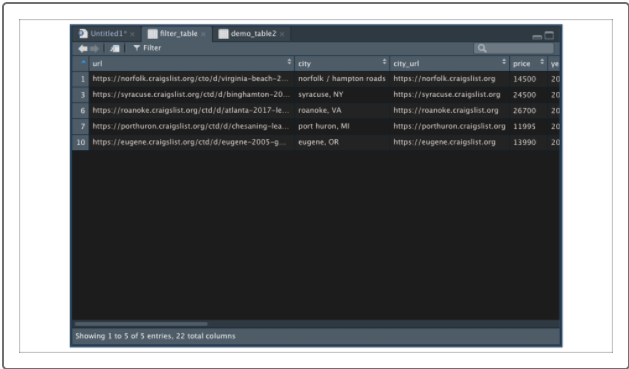 Untitled1* × filter_table × demo_table2 ×
Filter
url city city_url price ye
1 https://norfolk.craigslist.org/cto/d/virginia-beach-2... norfolk / hampton roads https://norfolk.craigslist.org 14500 20
3 https://syracuse.craigslist.org/ctd/d/binghamton-20... syracuse, NY https://syracuse.craigslist.org 24500 20
6 https://roanoke.craigslist.org/ctd/d/atlanta-2017-le... roanoke, VA https://roanoke.craigslist.org 26700 20
7 https://porthuron.craigslist.org/ctd/d/chesaning-lea... port huron, MI https://porthuron.craigslist.org 11995 20
10 https://eugene.craigslist.org/ctd/d/eugene-2005-g... eugene, OR https://eugene.craigslist.org 13990 20
Showing 1 to 5 of 5 entries, 22 total columns